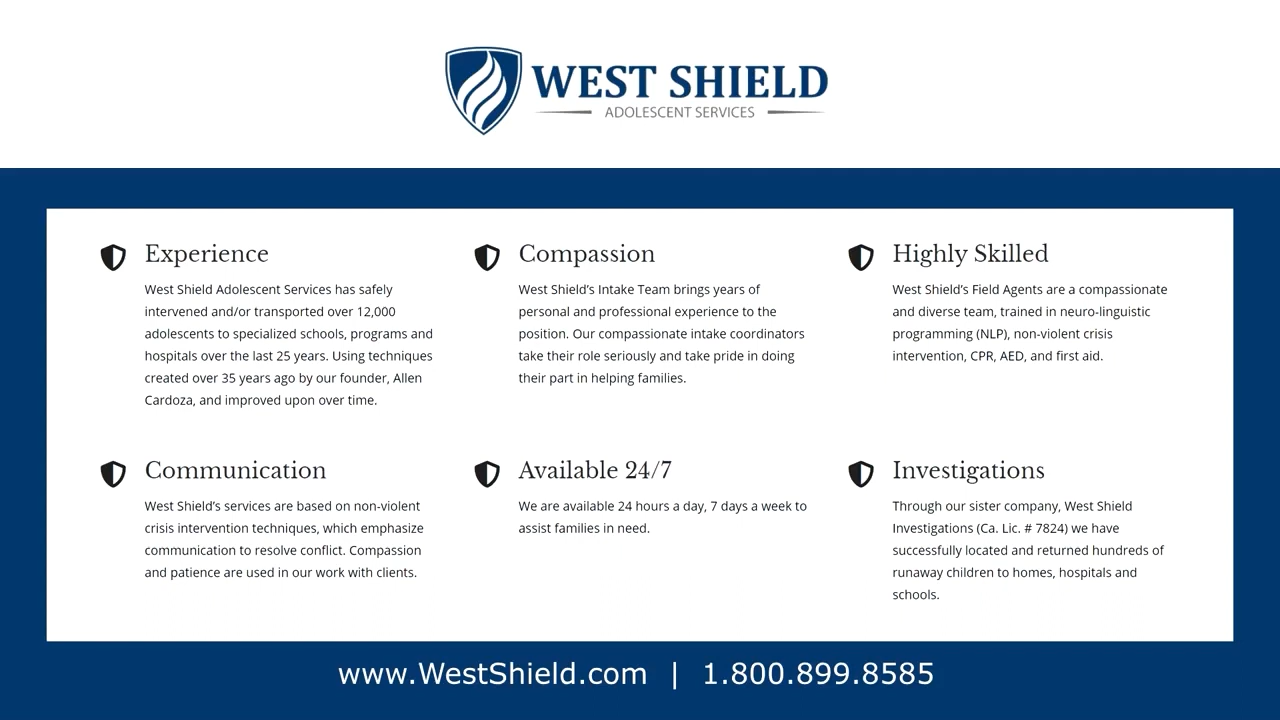 WEST SHIELD
ADOLESCENT SERVICES
Experience
West Shield Adolescent Services has safely
intervened and/or transported over 12,000
adolescents to specialized schools, programs and
hospitals over the last 25 years. Using techniques
created over 35 years ago by our founder, Allen
Cardoza, and improved upon over time.
Compassion
West Shield’s Intake Team brings years of
personal and professional experience to the
position. Our compassionate intake coordinators
take their role seriously and take pride in doing
their part in helping families.
Highly Skilled
West Shield’s Field Agents are a compassionate
and diverse team, trained in neuro-linguistic
programming (NLP), non-violent crisis
intervention, CPR, AED, and first aid.
Communication
West Shield’s services are based on non-violent
crisis intervention techniques, which emphasize
communication to resolve conflict. Compassion
and patience are used in our work with clients.
Available 24/7
We are available 24 hours a day, 7 days a week to
assist families in need.
Investigations
Through our sister company, West Shield
Investigations (Ca. Lic. # 7824) we have
successfully located and returned hundreds of
runaway children to homes, hospitals and
schools.
www.WestShield.com | 1.800.899.8585